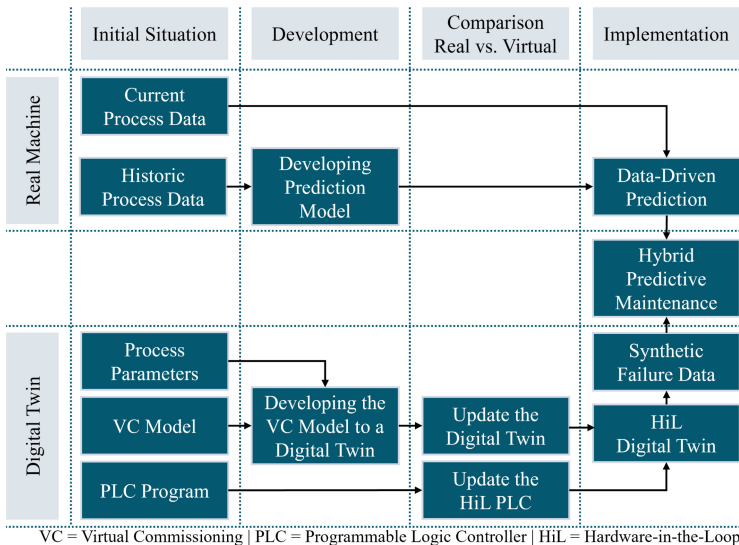 Initial Situation
Development
Comparison
Real vs. Virtual
Implementation
Real Machine
Current
Process Data
Historic
Process Data
Developing
Prediction
Model
Data-Driven
Prediction
Hybrid
Predictive
Maintenance
Digital Twin
Process
Parameters
Synthetic
Failure Data
VC Model
Developing the
VC Model to a
Digital Twin
Update the
Digital Twin
HiL
Digital Twin
PLC Program
Update the
HiL PLC
VC = Virtual Commissioning | PLC = Programmable Logic Controller | HiL = Hardware-in-the-Loop